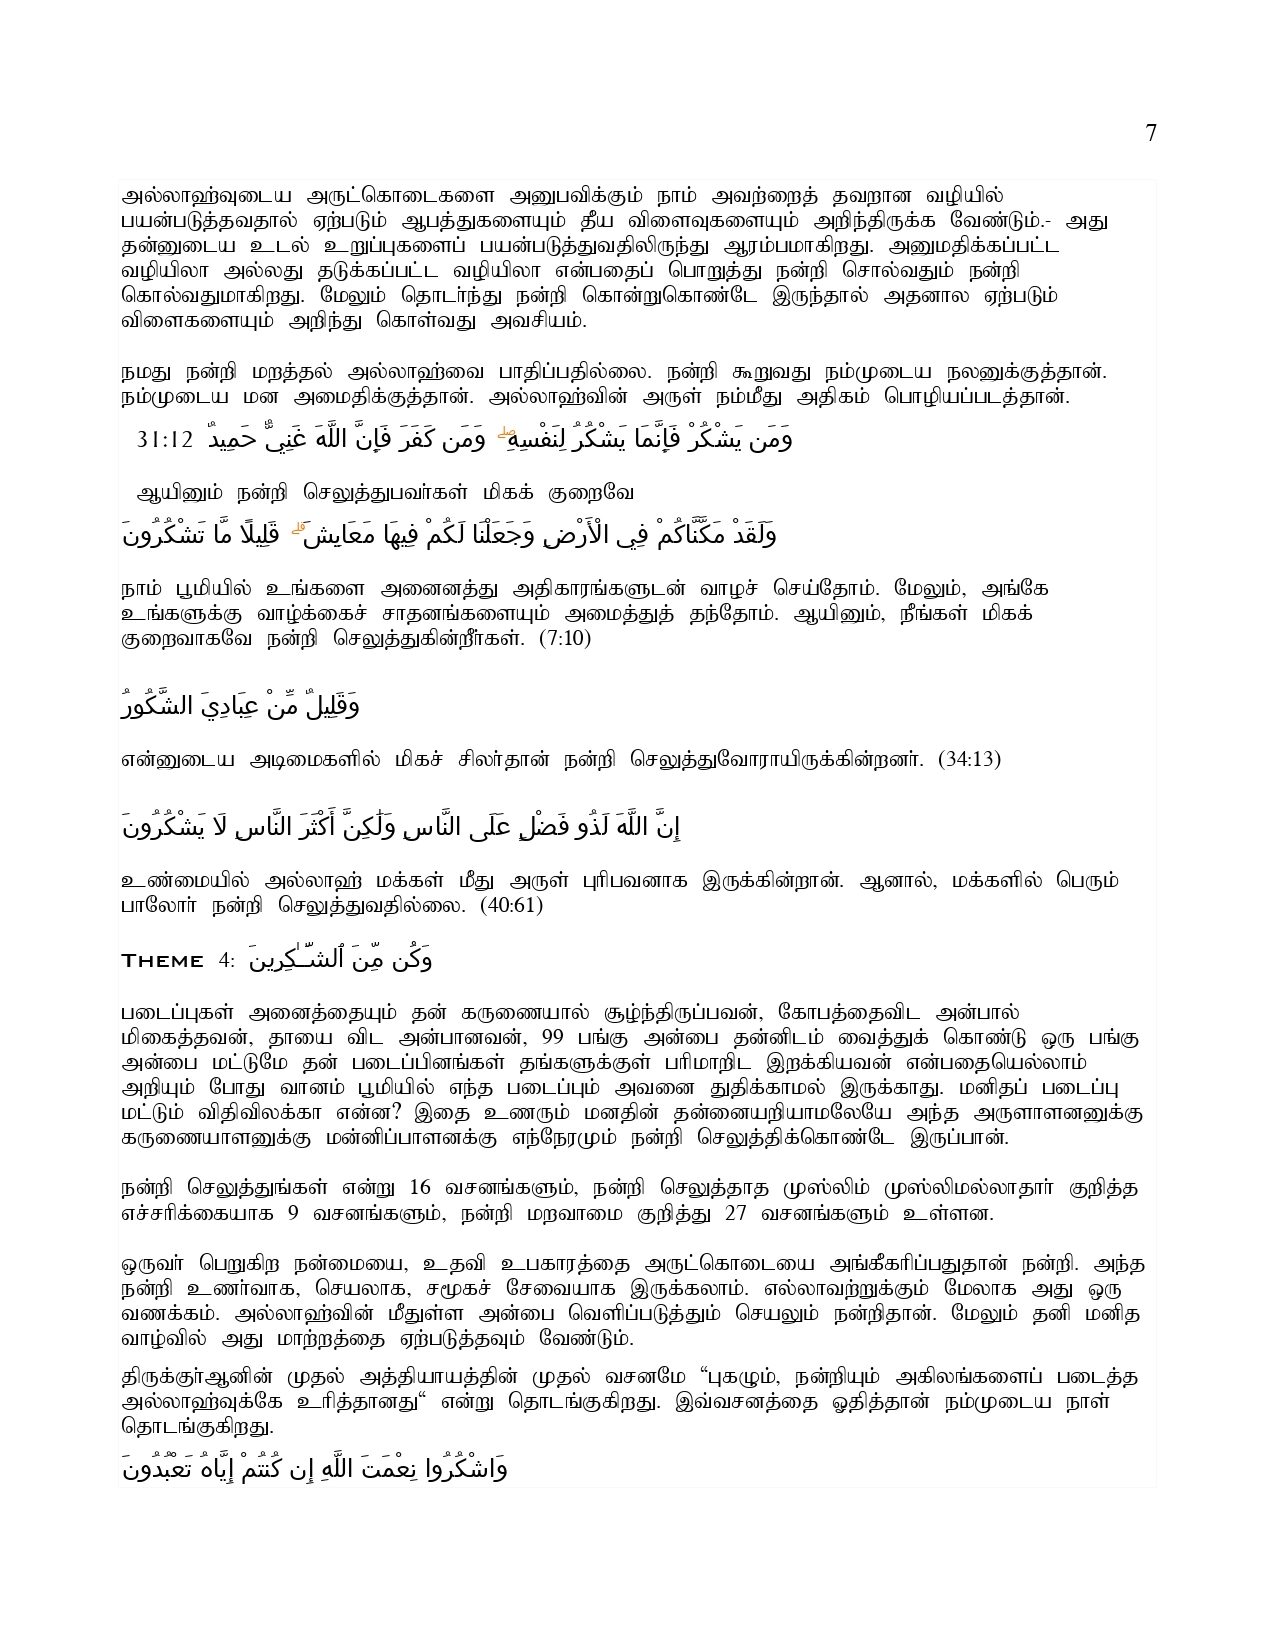 7
அல்லாஹ்வுடைய அருட்கொடைகளை அனுபவிக்கும் நாம் அவற்றைத் தவறான வழியில்
பயன்படுத்தவதால் ஏற்படும் ஆபத்துகளையும் தீய விளைவுகளையும் அறிந்திருக்க வேண்டும்.- அது
தன்னுடைய உடல் உறுப்புகளைப் பயன்படுத்துவதிலிருந்து ஆரம்பமாகிறது. அனுமதிக்கப்பட்ட
வழியிலா அல்லது தடுக்கப்பட்ட வழியிலா என்பதைப் பொறுத்து நன்றி சொல்வதும் நன்றி
கொல்வதுமாகிறது. மேலும் தொடர்ந்து நன்றி கொன்றுகொண்டே இருந்தால் அதனால ஏற்படும்
விளைகளையும் அறிந்து கொள்வது அவசியம்.
நமது நன்றி மறத்தல் அல்லாஹ்வை பாதிப்பதில்லை. நன்றி கூறுவது நம்முடைய நலனுக்குத்தான்.
நம்முடைய மன அமைதிக்குத்தான். அல்லாஹ்வின் அருள் நம்மீது அதிகம் பொழியப்படத்தான்.
31:12 وَمَن يَشْكُرْ فَإِنَّمَا يَشْكُرُ لِنَفْسِهِ ۖ وَمَن كَفَرَ فَإِنَّ اللَّهَ غَنِيٌّ حَمِيدٌ
ஆயினும் நன்றி செலுத்துபவர்கள் மிகக் குறைவே
وَلَقَدْ مَكَّنَّاكُمْ فِي الْأَرْضِ وَجَعَلْنَا لَكُمْ فِيهَا مَعَايِشَ ۗ قَلِيلًا مَّا تَشْكُرُونَ
நாம் பூமியில் உங்களை அனைனத்து அதிகாரங்களுடன் வாழச் செய்தோம். மேலும், அங்கே
உங்களுக்கு வாழ்க்கைச் சாதனங்களையும் அமைத்துத் தந்தோம். ஆயினும், நீங்கள் மிகக்
குறைவாகவே நன்றி செலுத்துகின்றீர்கள். (7:10)
وَقَلِيلٌ مِّنْ عِبَادِيَ الشَّكُورُ
என்னுடைய அடிமைகளில் மிகச் சிலர்தான் நன்றி செலுத்துவோராயிருக்கின்றனர். (34:13)
إِنَّ اللَّهَ لَذُو فَضْلٍ عَلَى النَّاسِ وَلَٰكِنَّ أَكْثَرَ النَّاسِ لَا يَشْكُرُونَ
உண்மையில் அல்லாஹ் மக்கள் மீது அருள் புரிபவனாக இருக்கின்றான். ஆனால், மக்களில் பெரும்
பாலோர் நன்றி செலுத்துவதில்லை. (40:61)
THEME 4: وَكُن مِّنَ ٱلشَّـٰكِرِينَ
படைப்புகள் அனைத்தையும் தன் கருணையால் சூழ்ந்திருப்பவன், கோபத்தைவிட அன்பால்
மிகைத்தவன், தாயை விட அன்பானவன், 99 பங்கு அன்பை தன்னிடம் வைத்துக் கொண்டு ஒரு பங்கு
அன்பை மட்டுமே தன் படைப்பினங்கள் தங்களுக்குள் பரிமாறிட இறக்கியவன் என்பதையெல்லாம்
அறியும் போது வானம் பூமியில் எந்த படைப்பும் அவனை துதிக்காமல் இருக்காது. மனிதப் படைப்பு
மட்டும் விதிவிலக்கா என்ன? இதை உணரும் மனதின் தன்னையறியாமலேயே அந்த அருளாளனனுக்கு
கருணையாளனுக்கு மன்னிப்பாளனக்கு எந்நேரமும் நன்றி செலுத்திக்கொண்டே இருப்பான்.
நன்றி செலுத்துங்கள் என்று 16 வசனங்களும், நன்றி செலுத்தாத முஸ்லிம் முஸ்லிமல்லாதார் குறித்த
எச்சரிக்கையாக 9 வசனங்களும், நன்றி மறவாமை குறித்து 27 வசனங்களும் உள்ளன.
ஒருவர் பெறுகிற நன்மையை, உதவி உபகாரத்தை அருட்கொடையை அங்கீகரிப்பதுதான் நன்றி. அந்த
நன்றி உணர்வாக, செயலாக, சமூகச் சேவையாக இருக்கலாம். எல்லாவற்றுக்கும் மேலாக அது ஒரு
வணக்கம். அல்லாஹ்வின் மீதுள்ள அன்பை வெளிப்படுத்தும் செயலும் நன்றிதான். மேலும் தனி மனித
வாழ்வில் அது மாற்றத்தை ஏற்படுத்தவும் வேண்டும்.
திருக்குர்ஆனின் முதல் அத்தியாயத்தின் முதல் வசனமே “புகழும், நன்றியும் அகிலங்களைப் படைத்த
அல்லாஹ்வுக்கே உரித்தானது“ என்று தொடங்குகிறது. இவ்வசனத்தை ஓதித்தான் நம்முடைய நாள்
தொடங்குகிறது.
وَاشْكُرُوا نِعْمَتَ اللَّهِ إِن كُنتُمْ إِيَّاهُ تَعْبُدُونَ